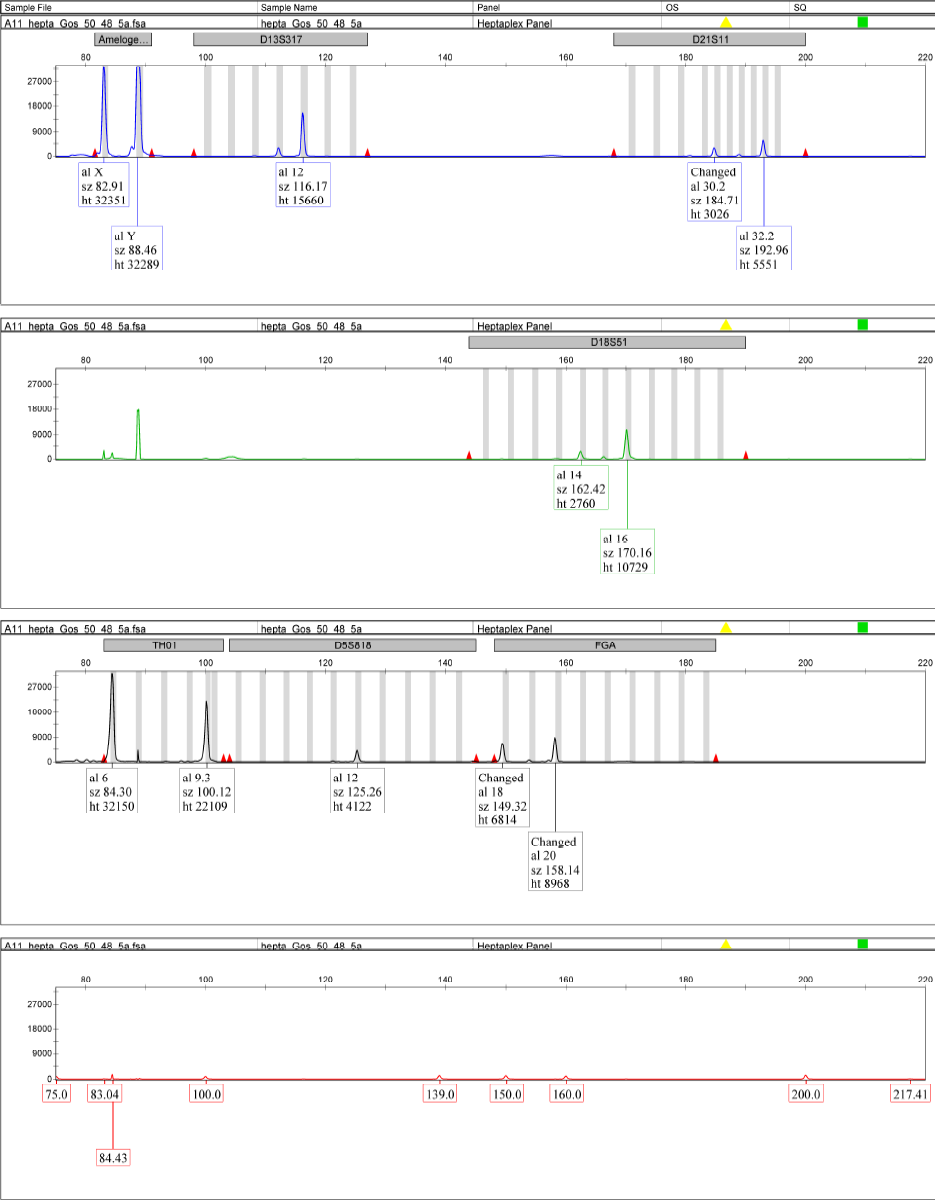 Sample File Sample Name Panel OS SQ
A11_hepta_Gos_50_48_5a.fsa hepta_Gos_50_48_5a Heptaplex Panel
Ameloge... D13S317 D21S11
80 100 120 140 160 180 200 220
27000
18000
9000
0
al X
sz 82.91
ht 32351
al Y
sz 88.46
ht 32289
al 12
sz 116.17
ht 15660
Changed
al 30.2
sz 184.71
ht 3026
al 32.2
sz 192.96
ht 5551
A11_hepta_Gos_50_48_5a.fsa hepta_Gos_50_48_5a Heptaplex Panel
D18S51
80 100 120 140 160 180 200 220
27000
18000
9000
0
al 14
sz 162.42
ht 2760
al 16
sz 170.16
ht 10729
A11_hepta_Gos_50_48_5a.fsa hepta_Gos_50_48_5a Heptaplex Panel
TH01 D5S818 FGA
80 100 120 140 160 180 200 220
27000
18000
9000
0
al 6
sz 84.30
ht 32150
al 9.3
sz 100.12
ht 22109
al 12
sz 125.26
ht 4122
Changed
al 18
sz 149.32
ht 6814
Changed
al 20
sz 158.14
ht 8968
A11_hepta_Gos_50_48_5a.fsa hepta_Gos_50_48_5a Heptaplex Panel
80 100 120 140 160 180 200 220
27000
18000
9000
0
75.0 83.04 100.0 139.0 150.0 160.0 200.0 217.41
84.43